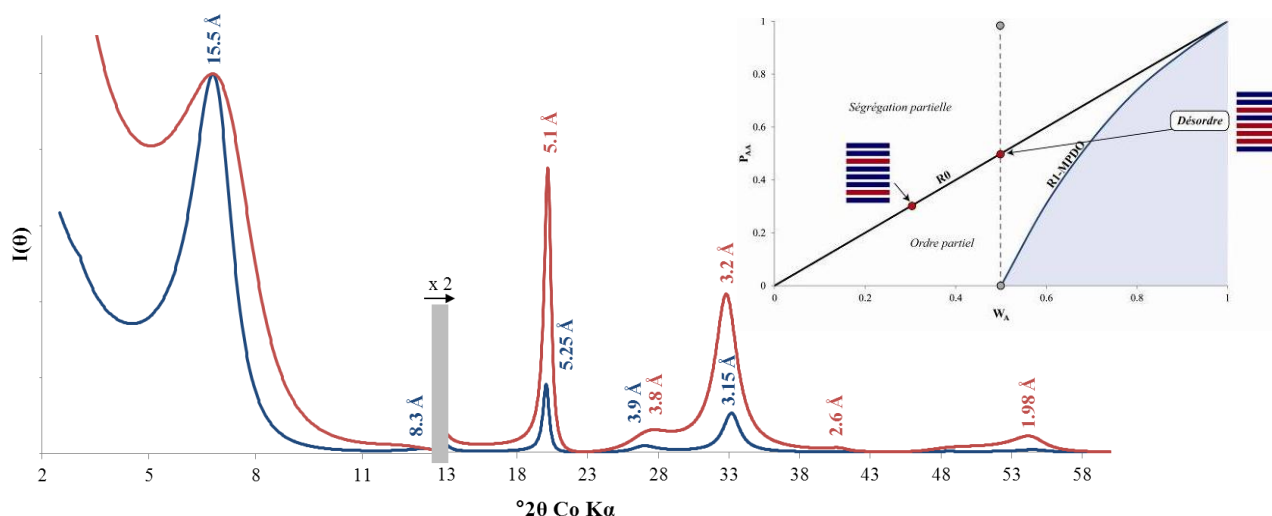 15.5 Å
8.3 Å
x 2
5.1 Å
5.25 Å
3.9 Å
3.8 Å
3.2 Å
3.15 Å
2.6 Å
1.98 Å
I(θ)
2 5 8 11 13 18 23 28 33 38 43 48 53 58
°2θ Co Kα
1
0.8
0.6
0.4
0.2
0
P_AA
Ségrégation partielle
Désordre
R0
R1-MPDO
Ordre partiel
0 0.2 0.4 0.6 0.8 1
W_A